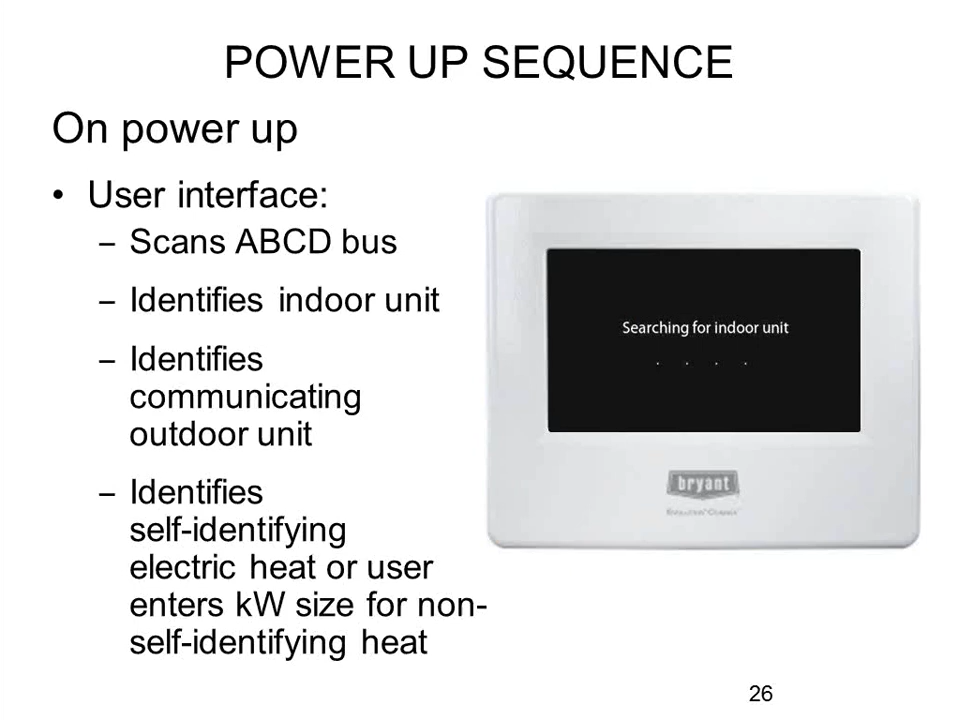 POWER UP SEQUENCE
On power up
• User interface:
– Scans ABCD bus
– Identifies indoor unit
– Identifies
communicating
outdoor unit
– Identifies
self-identifying
electric heat or user
enters kW size for non-
self-identifying heat
Searching for indoor unit
. . . .
bryant
26